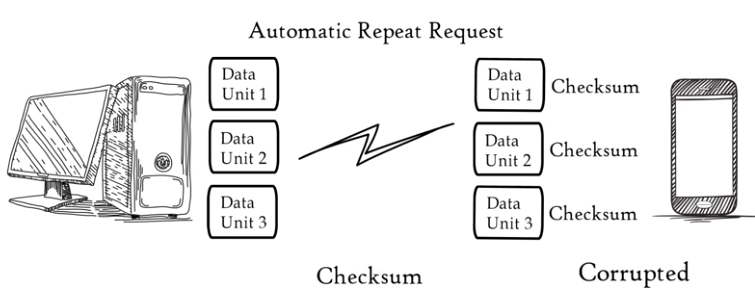 Automatic Repeat Request
Data
Unit 1
Data
Unit 2
Data
Unit 3
Data
Unit 1
Checksum
Data
Unit 2
Checksum
Data
Unit 3
Checksum
Checksum
Corrupted